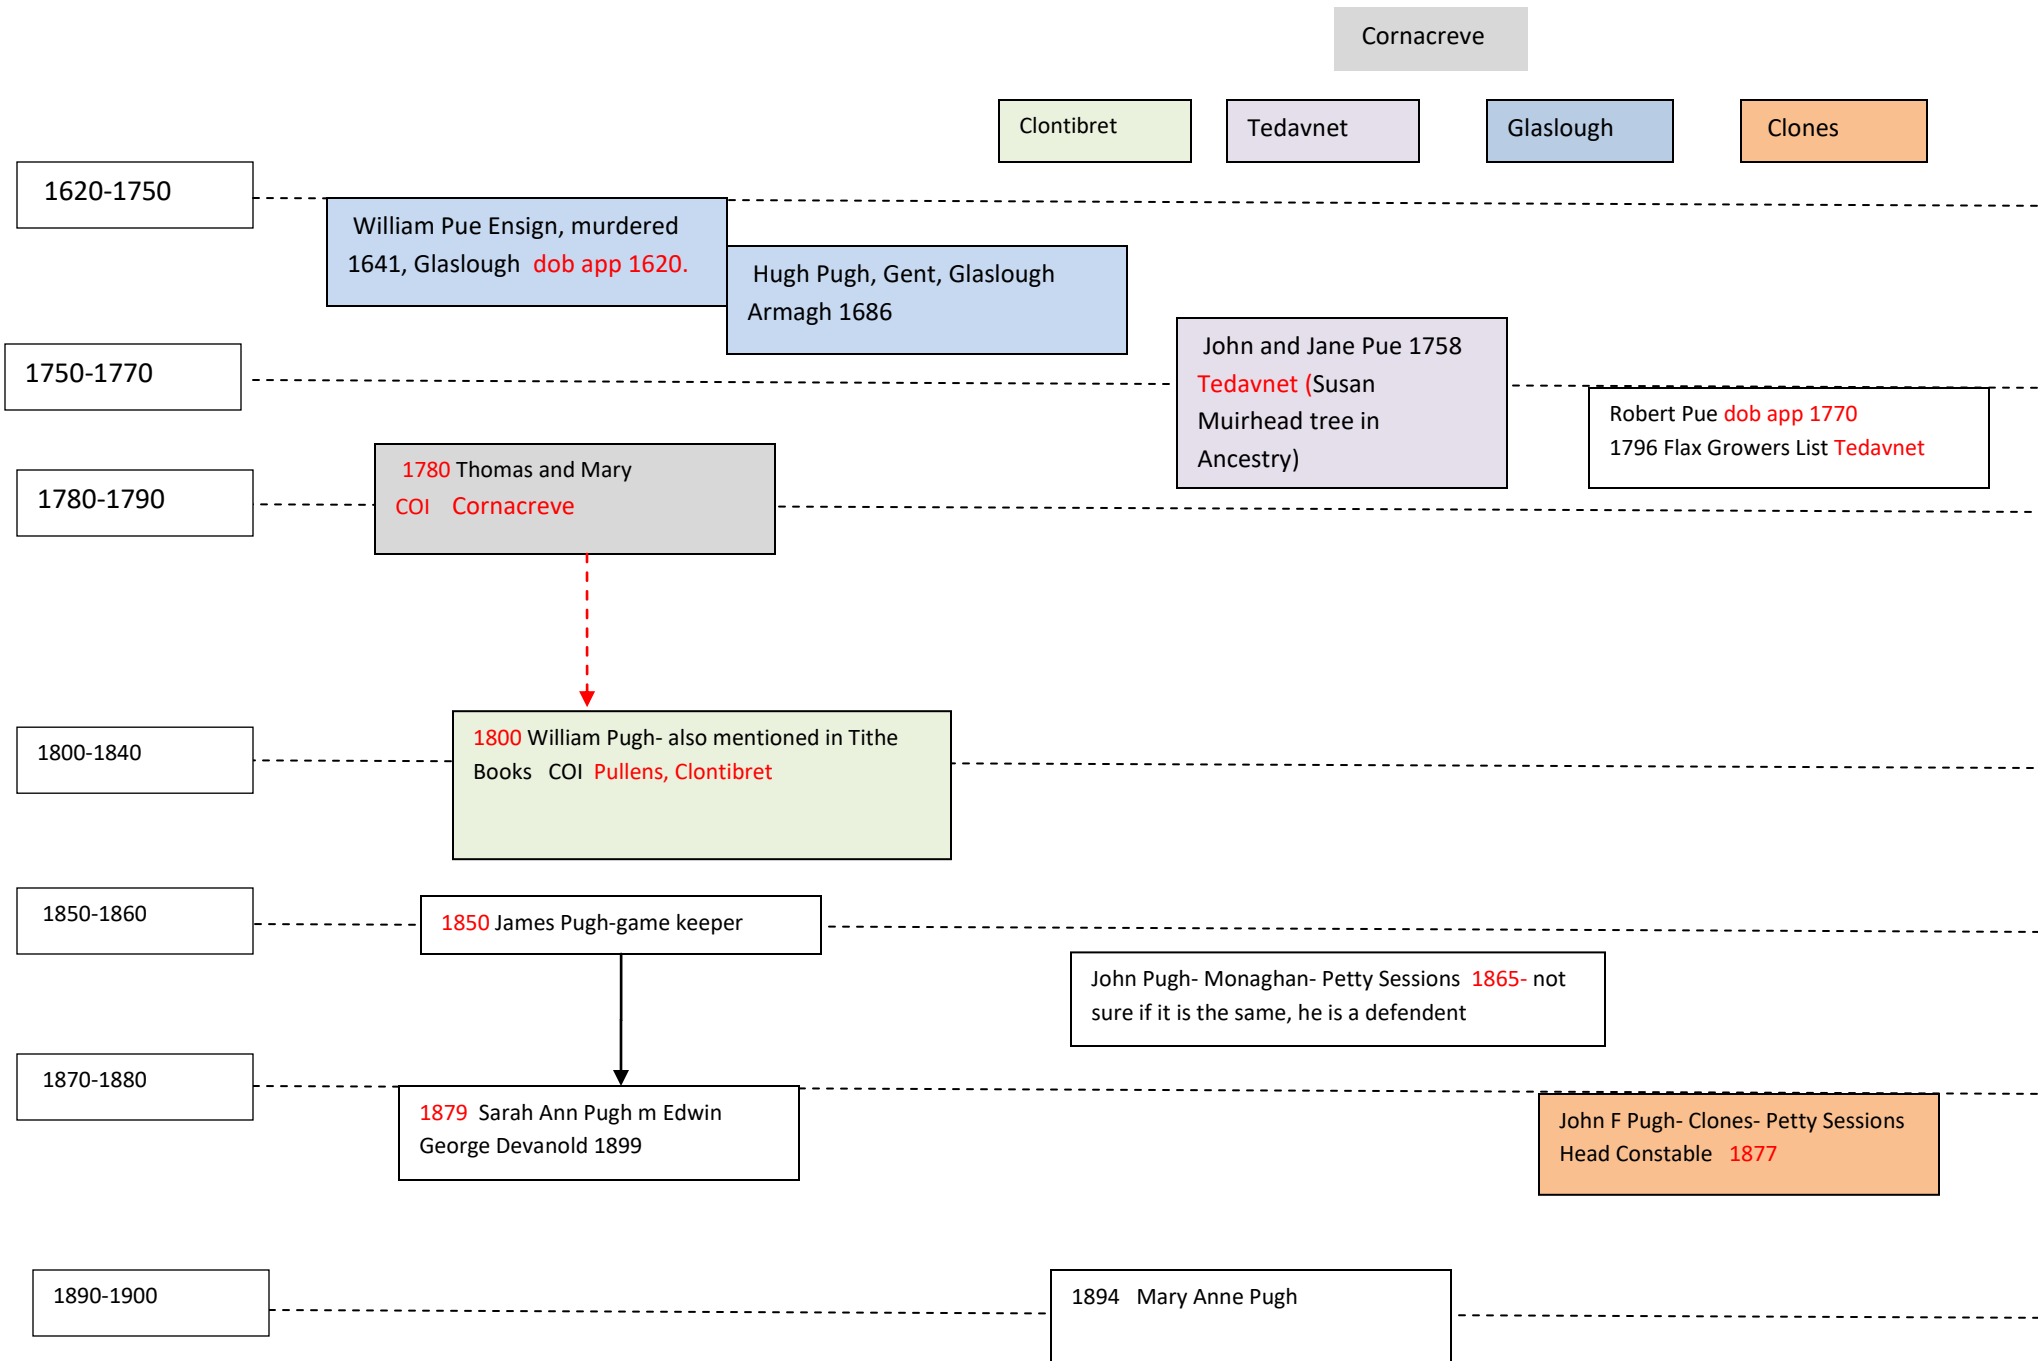 Cornacreve
Clontibret
Tedavnet
Glaslough
Clones
1620-1750
William Pue Ensign, murdered
1641, Glaslough dob app 1620.
Hugh Pugh, Gent, Glaslough
Armagh 1686
1750-1770
John and Jane Pue 1758
Tedavnet (Susan
Muirhead tree in
Ancestry)
Robert Pue dob app 1770
1796 Flax Growers List Tedavnet
1780-1790
1780 Thomas and Mary
COI Cornacreve
1800-1840
1800 William Pugh- also mentioned in Tithe
Books COI Pullens, Clontibret
1850-1860
1850 James Pugh-game keeper
John Pugh- Monaghan- Petty Sessions 1865- not
sure if it is the same, he is a defendent
1870-1880
1879 Sarah Ann Pugh m Edwin
George Devanold 1899
John F Pugh- Clones- Petty Sessions
Head Constable 1877
1890-1900
1894 Mary Anne Pugh